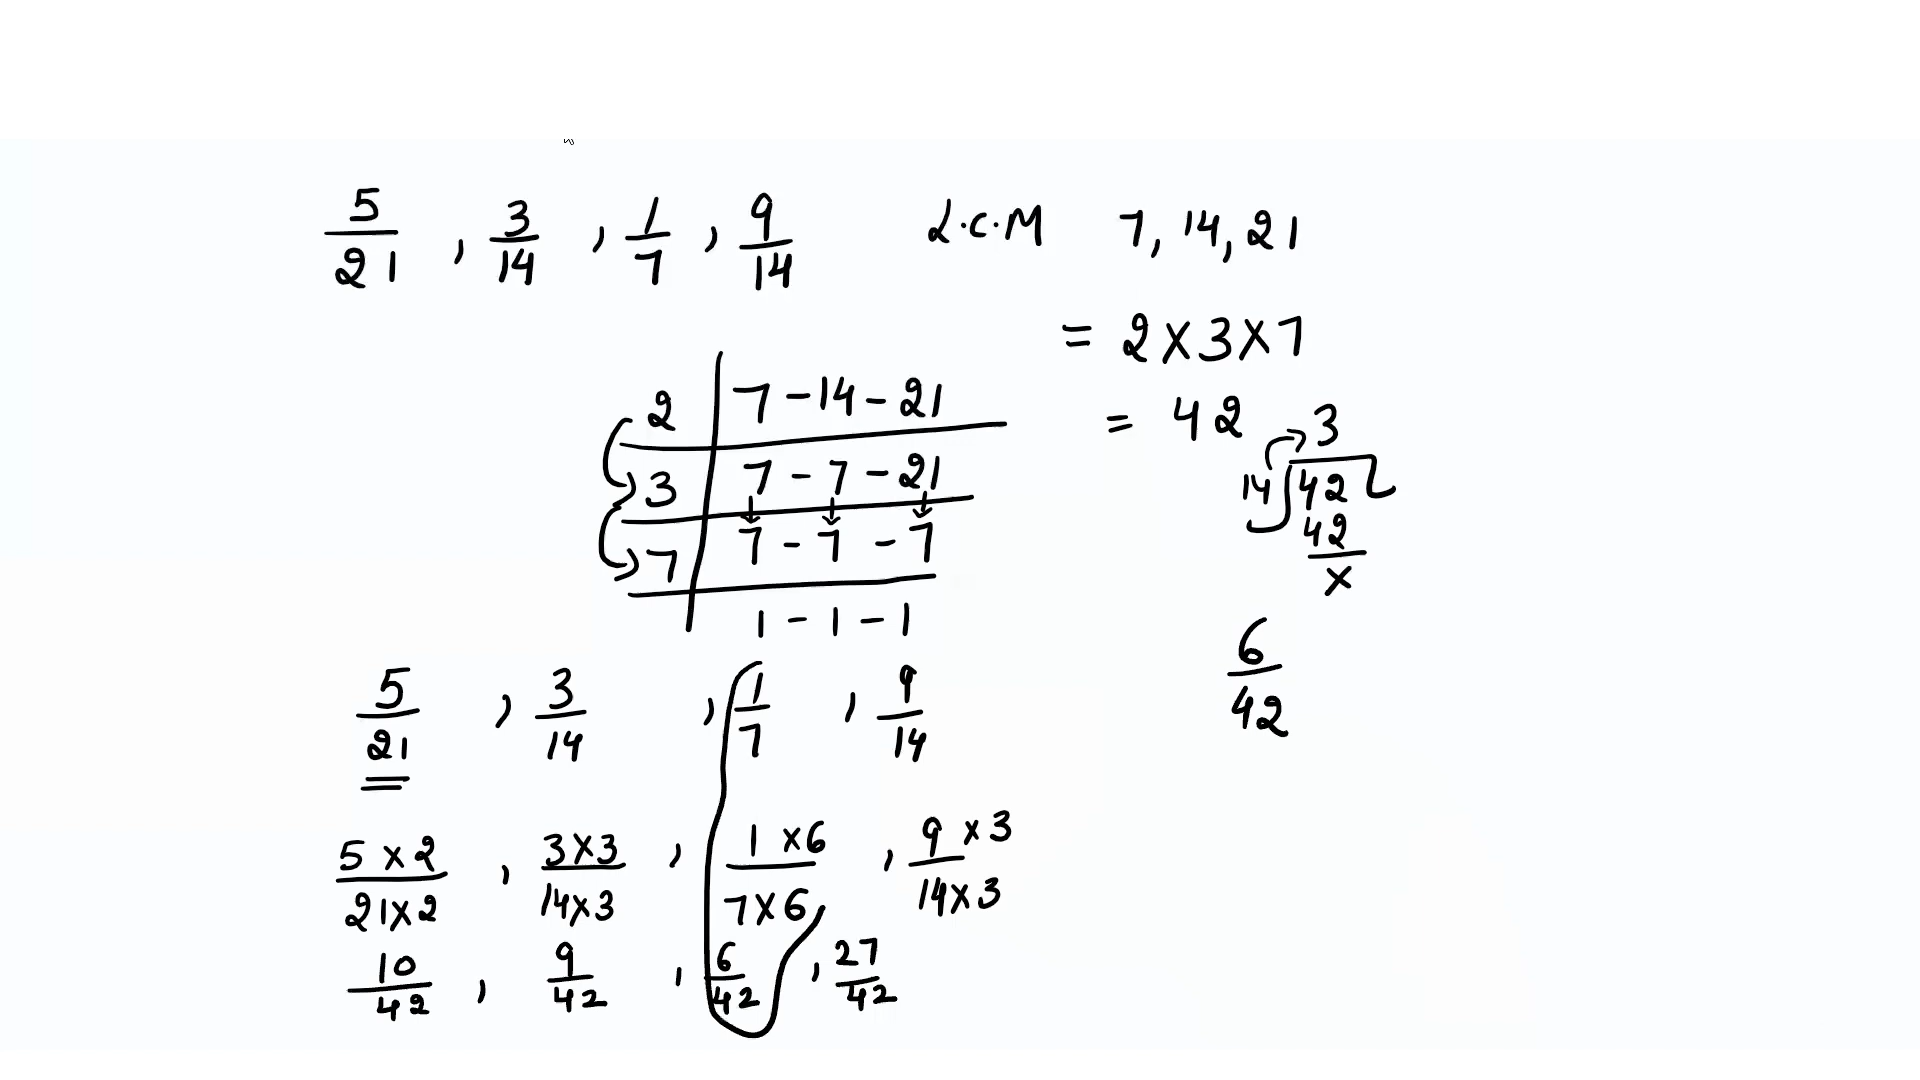 5/21 , 3/14 , 1/7 , 9/14 L.C.M 7, 14, 21
= 2 X 3 X 7
2 | 7 - 14 - 21
= 42
3 | 7 - 7 - 21
7 | 7 - 7 - 7
1 - 1 - 1
3
14 42
42
x
6/42
5/21 , 3/14 , 1/7 , 9/14
5 x 2/21 x 2 , 3 X 3/14 x 3 , 1 x 6/7 X 6 , 9 x 3/14 x 3
10/42 , 9/42 , 6/42 , 27/42